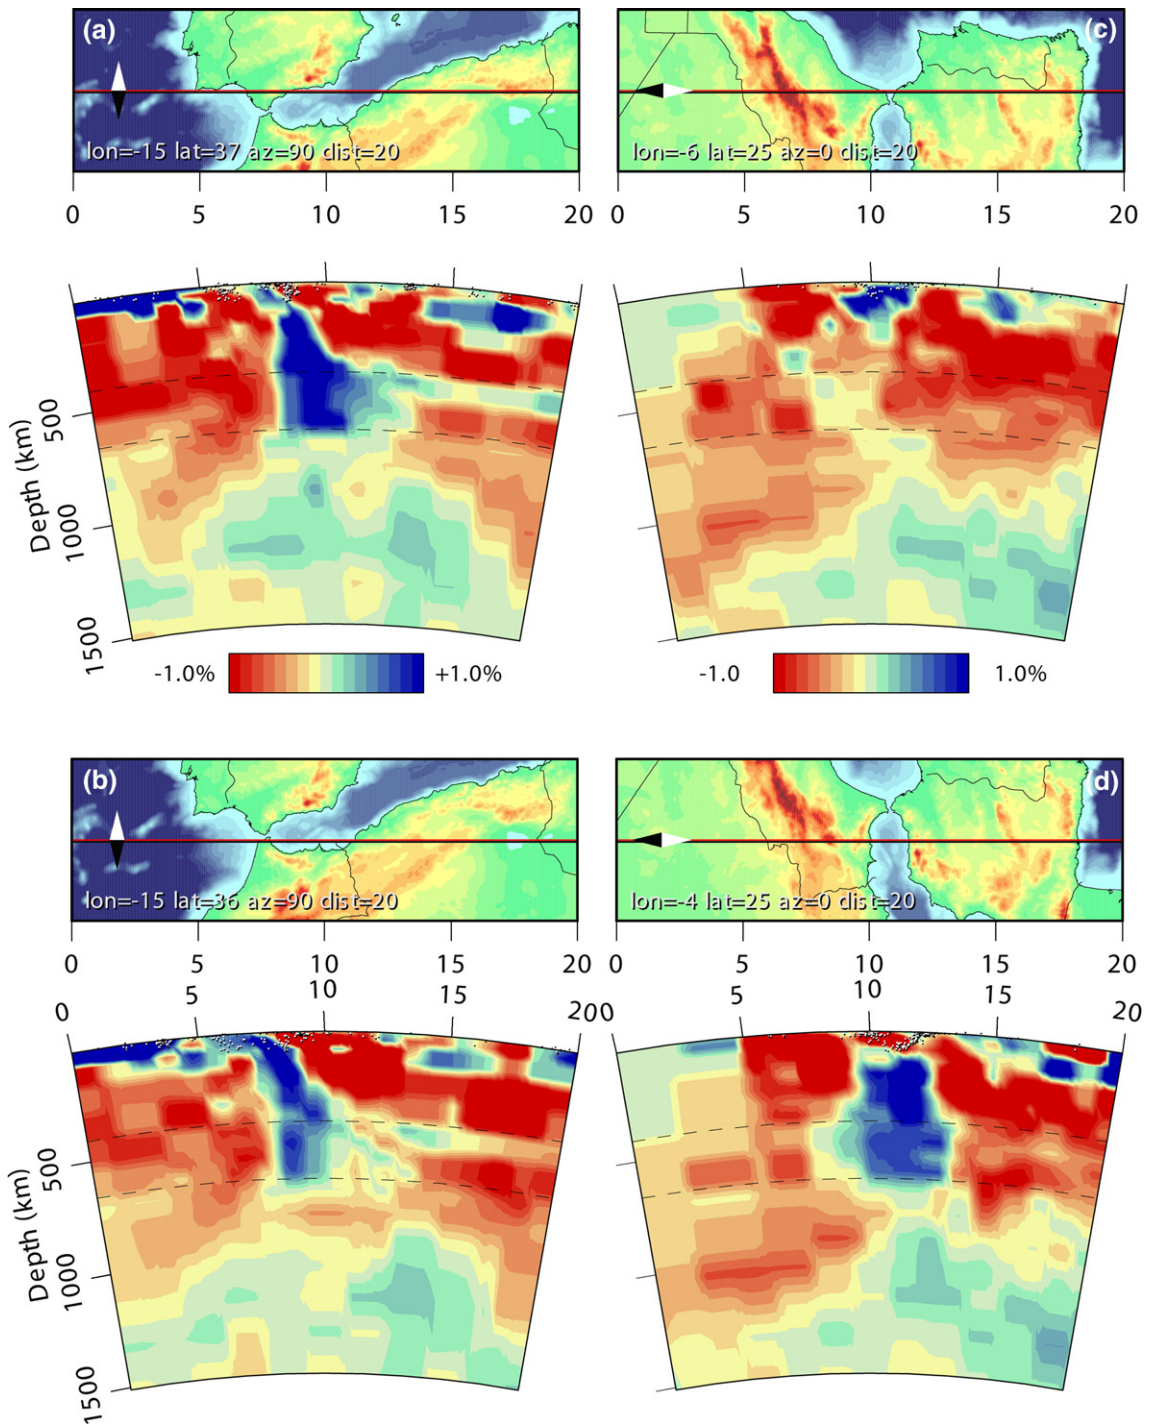 (a)
lon=-15 lat=37 az=90 dist=20
0 5 10 15 20
(c)
lon=-6 lat=25 az=0 dist=20
0 5 10 15 20
Depth (km)
500
1000
1500
-1.0% +1.0%
-1.0 1.0%
(b)
lon=-15 lat=36 az=90 dist=20
0 5 10 15 20
(d)
lon=-4 lat=25 az=0 dist=20
0 5 10 15 20
0 5 10 15 20
5 10 15 20
Depth (km)
500
1000
1500